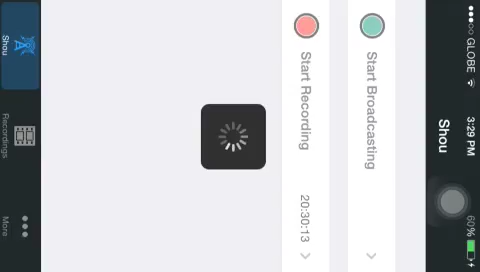 GLOBE 3:29 PM 60%
Shou
Start Broadcasting
Start Recording 20:30:13
Shou Recordings More